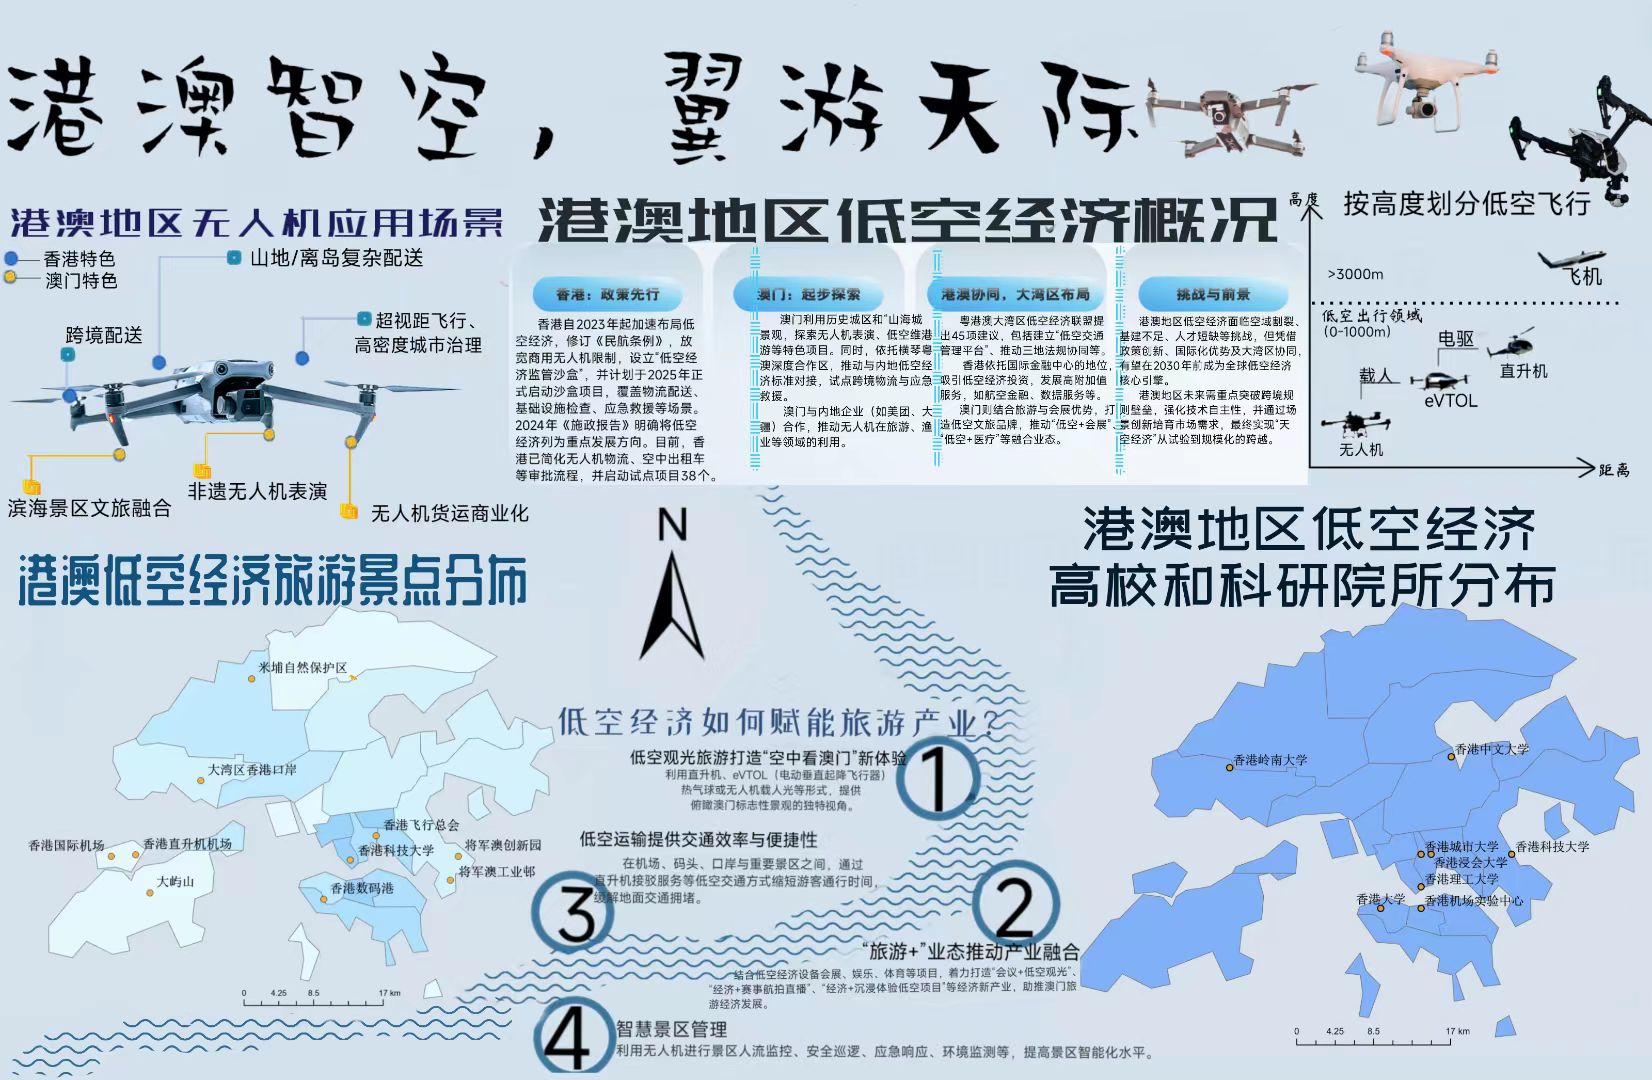 港澳智空，翼游天际
港澳地区无人机应用场景
香港特色
澳门特色
山地/离岛复杂配送
跨境配送
超视距飞行、
高密度城市治理
滨海景区文旅融合
非遗无人机表演
无人机货运商业化
港澳地区低空经济概况
香港：政策先行
香港自2023年起加速布局低
空经济，修订《民航条例》，放
宽商用无人机限制，设立“低空经
济监管沙盒”，并计划于2025年正
式启动沙盒项目，覆盖物流配送、
基础设施检查、应急救援等场景。
2024年《施政报告》明确将低空
经济列为重点发展方向。目前，香
港已简化无人机物流、空中出租车
等审批流程，并启动试点项目38个。
澳门：起步探索
澳门利用历史城区和“山海城
景观，探索无人机表演、低空维港
游等特色项目。同时，依托横琴粤
澳深度合作区，推动与内地低空经
济标准对接，试点跨境物流与应急
救援。
澳门与内地企业（如美团、大
疆）合作，推动无人机在旅游、渔
业等领域的利用。
港澳协同，大湾区布局
粤港澳大湾区低空经济联盟提
出45项建议，包括建立“低空交通
管理平台”、推动三地法规协同等。
香港依托国际金融中心的地位，
吸引低空经济投资，发展高附加值
服务，如航空金融、数据服务等。
澳门则结合旅游与会展优势，打
造低空文旅品牌，推动“低空+会展”、
“低空+医疗”等融合业态。
挑战与前景
港澳地区低空经济面临空域割裂、
基建不足、人才短缺等挑战，但凭借
政策创新、国际化优势及大湾区协同，
有望在2030年前成为全球低空经济
核心引擎。
港澳地区未来需重点突破跨境规
则壁垒，强化技术自主性，并通过场
景创新培育市场需求，最终实现“天
空经济”从试验到规模化的跨越。
高度
按高度划分低空飞行
>3000m
飞机
低空出行领域
(0-1000m)
电驱
直升机
载人
eVTOL
无人机
距离
港澳低空经济旅游景点分布
米埔自然保护区
大湾区香港口岸
香港飞行总会
香港国际机场
香港直升机机场
香港科技大学
将军澳创新园
将军澳工业邨
大屿山
香港数码港
0 4.25 8.5 17 km
N
低空经济如何赋能旅游产业？
1
低空观光旅游打造“空中看澳门”新体验
利用直升机、eVTOL（电动垂直起降飞行器）
热气球或无人机载人光等形式，提供
俯瞰澳门标志性景观的独特视角。
低空运输提供交通效率与便捷性
在机场、码头、口岸与重要景区之间，通过
直升机接驳服务等低空交通方式缩短游客通行时间，
缓解地面交通拥堵。
3
2
“旅游+”业态推动产业融合
结合低空经济设备会展、娱乐、体育等项目，着力打造“会议+低空观光”、
“经济+赛事航拍直播”、“经济+沉浸体验低空项目”等经济新产业，助推澳门旅
游经济发展。
4
智慧景区管理
利用无人机进行景区人流监控、安全巡逻、应急响应、环境监测等，提高景区智能化水平。
港澳地区低空经济
高校和科研院所分布
香港岭南大学
香港中文大学
香港城市大学
香港科技大学
香港浸会大学
香港理工大学
香港大学
香港机场实验中心
0 4.25 8.5 17 km